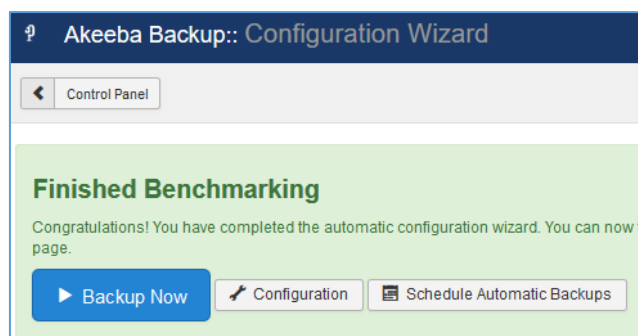 Akeeba Backup:: Configuration Wizard
Control Panel
Finished Benchmarking
Congratulations! You have completed the automatic configuration wizard. You can now
page.
Backup Now
Configuration
Schedule Automatic Backups